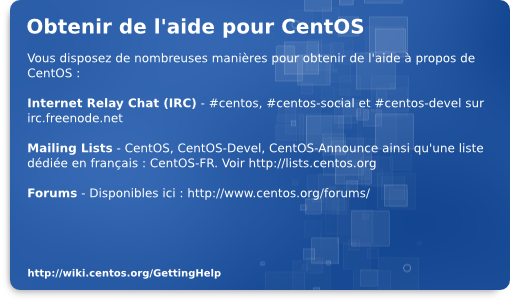 Obtenir de l'aide pour CentOS
Vous disposez de nombreuses manières pour obtenir de l'aide à propos de
CentOS :
Internet Relay Chat (IRC) - #centos, #centos-social et #centos-devel sur
irc.freenode.net
Mailing Lists - CentOS, CentOS-Devel, CentOS-Announce ainsi qu'une liste
dédiée en français : CentOS-FR. Voir http://lists.centos.org
Forums - Disponibles ici : http://www.centos.org/forums/
http://wiki.centos.org/GettingHelp